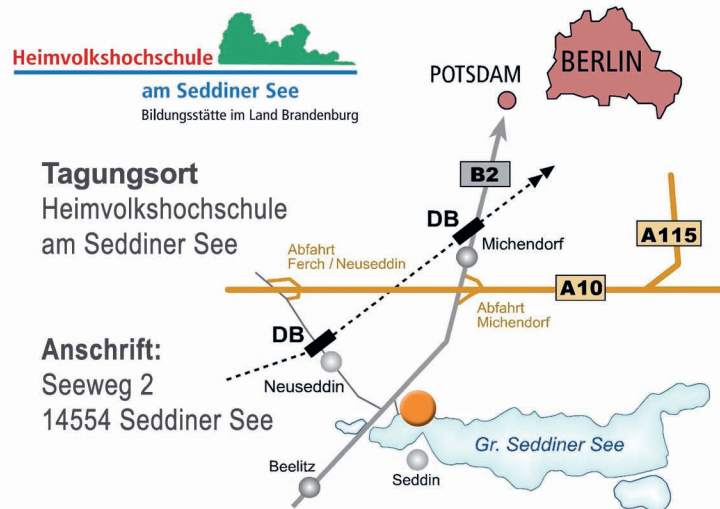 Heimvolkshochschule
am Seddiner See
Bildungsstätte im Land Brandenburg
POTSDAM
BERLIN
Tagungsort
Heimvolkshochschule
am Seddiner See
B2
DB
Michendorf
A115
Abfahrt
Ferch / Neuseddin
A10
Abfahrt
Michendorf
DB
Neuseddin
Anschrift:
Seeweg 2
14554 Seddiner See
Gr. Seddiner See
Beelitz
Seddin